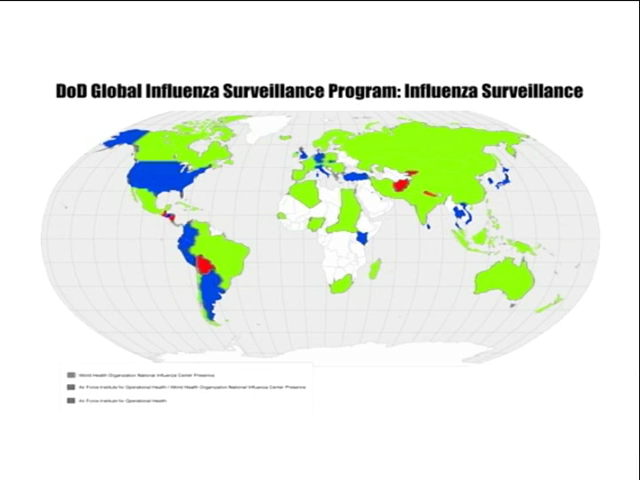 DoD Global Influenza Surveillance Program: Influenza Surveillance
World Health Organization National Influenza Center Presence
Air Force Institute for Operational Health / World Health Organization National Influenza Center Presence
Air Force Institute for Operational Health